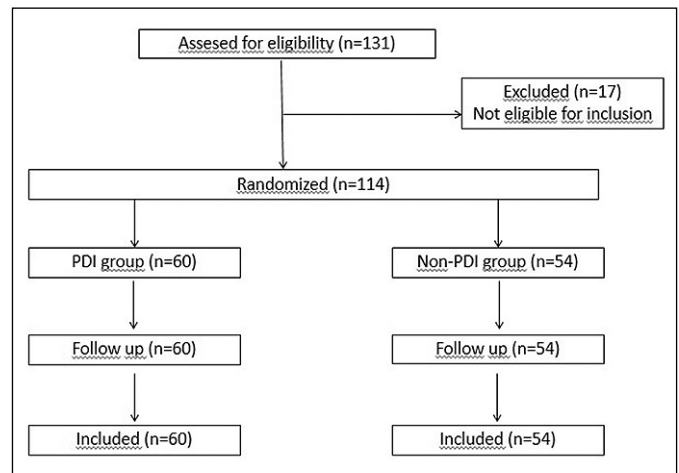 Assesed for eligibility (n=131)
Excluded (n=17)
Not eligible for inclusion
Randomized (n=114)
PDI group (n=60)
Non-PDI group (n=54)
Follow up (n=60)
Follow up (n=54)
Included (n=60)
Included (n=54)